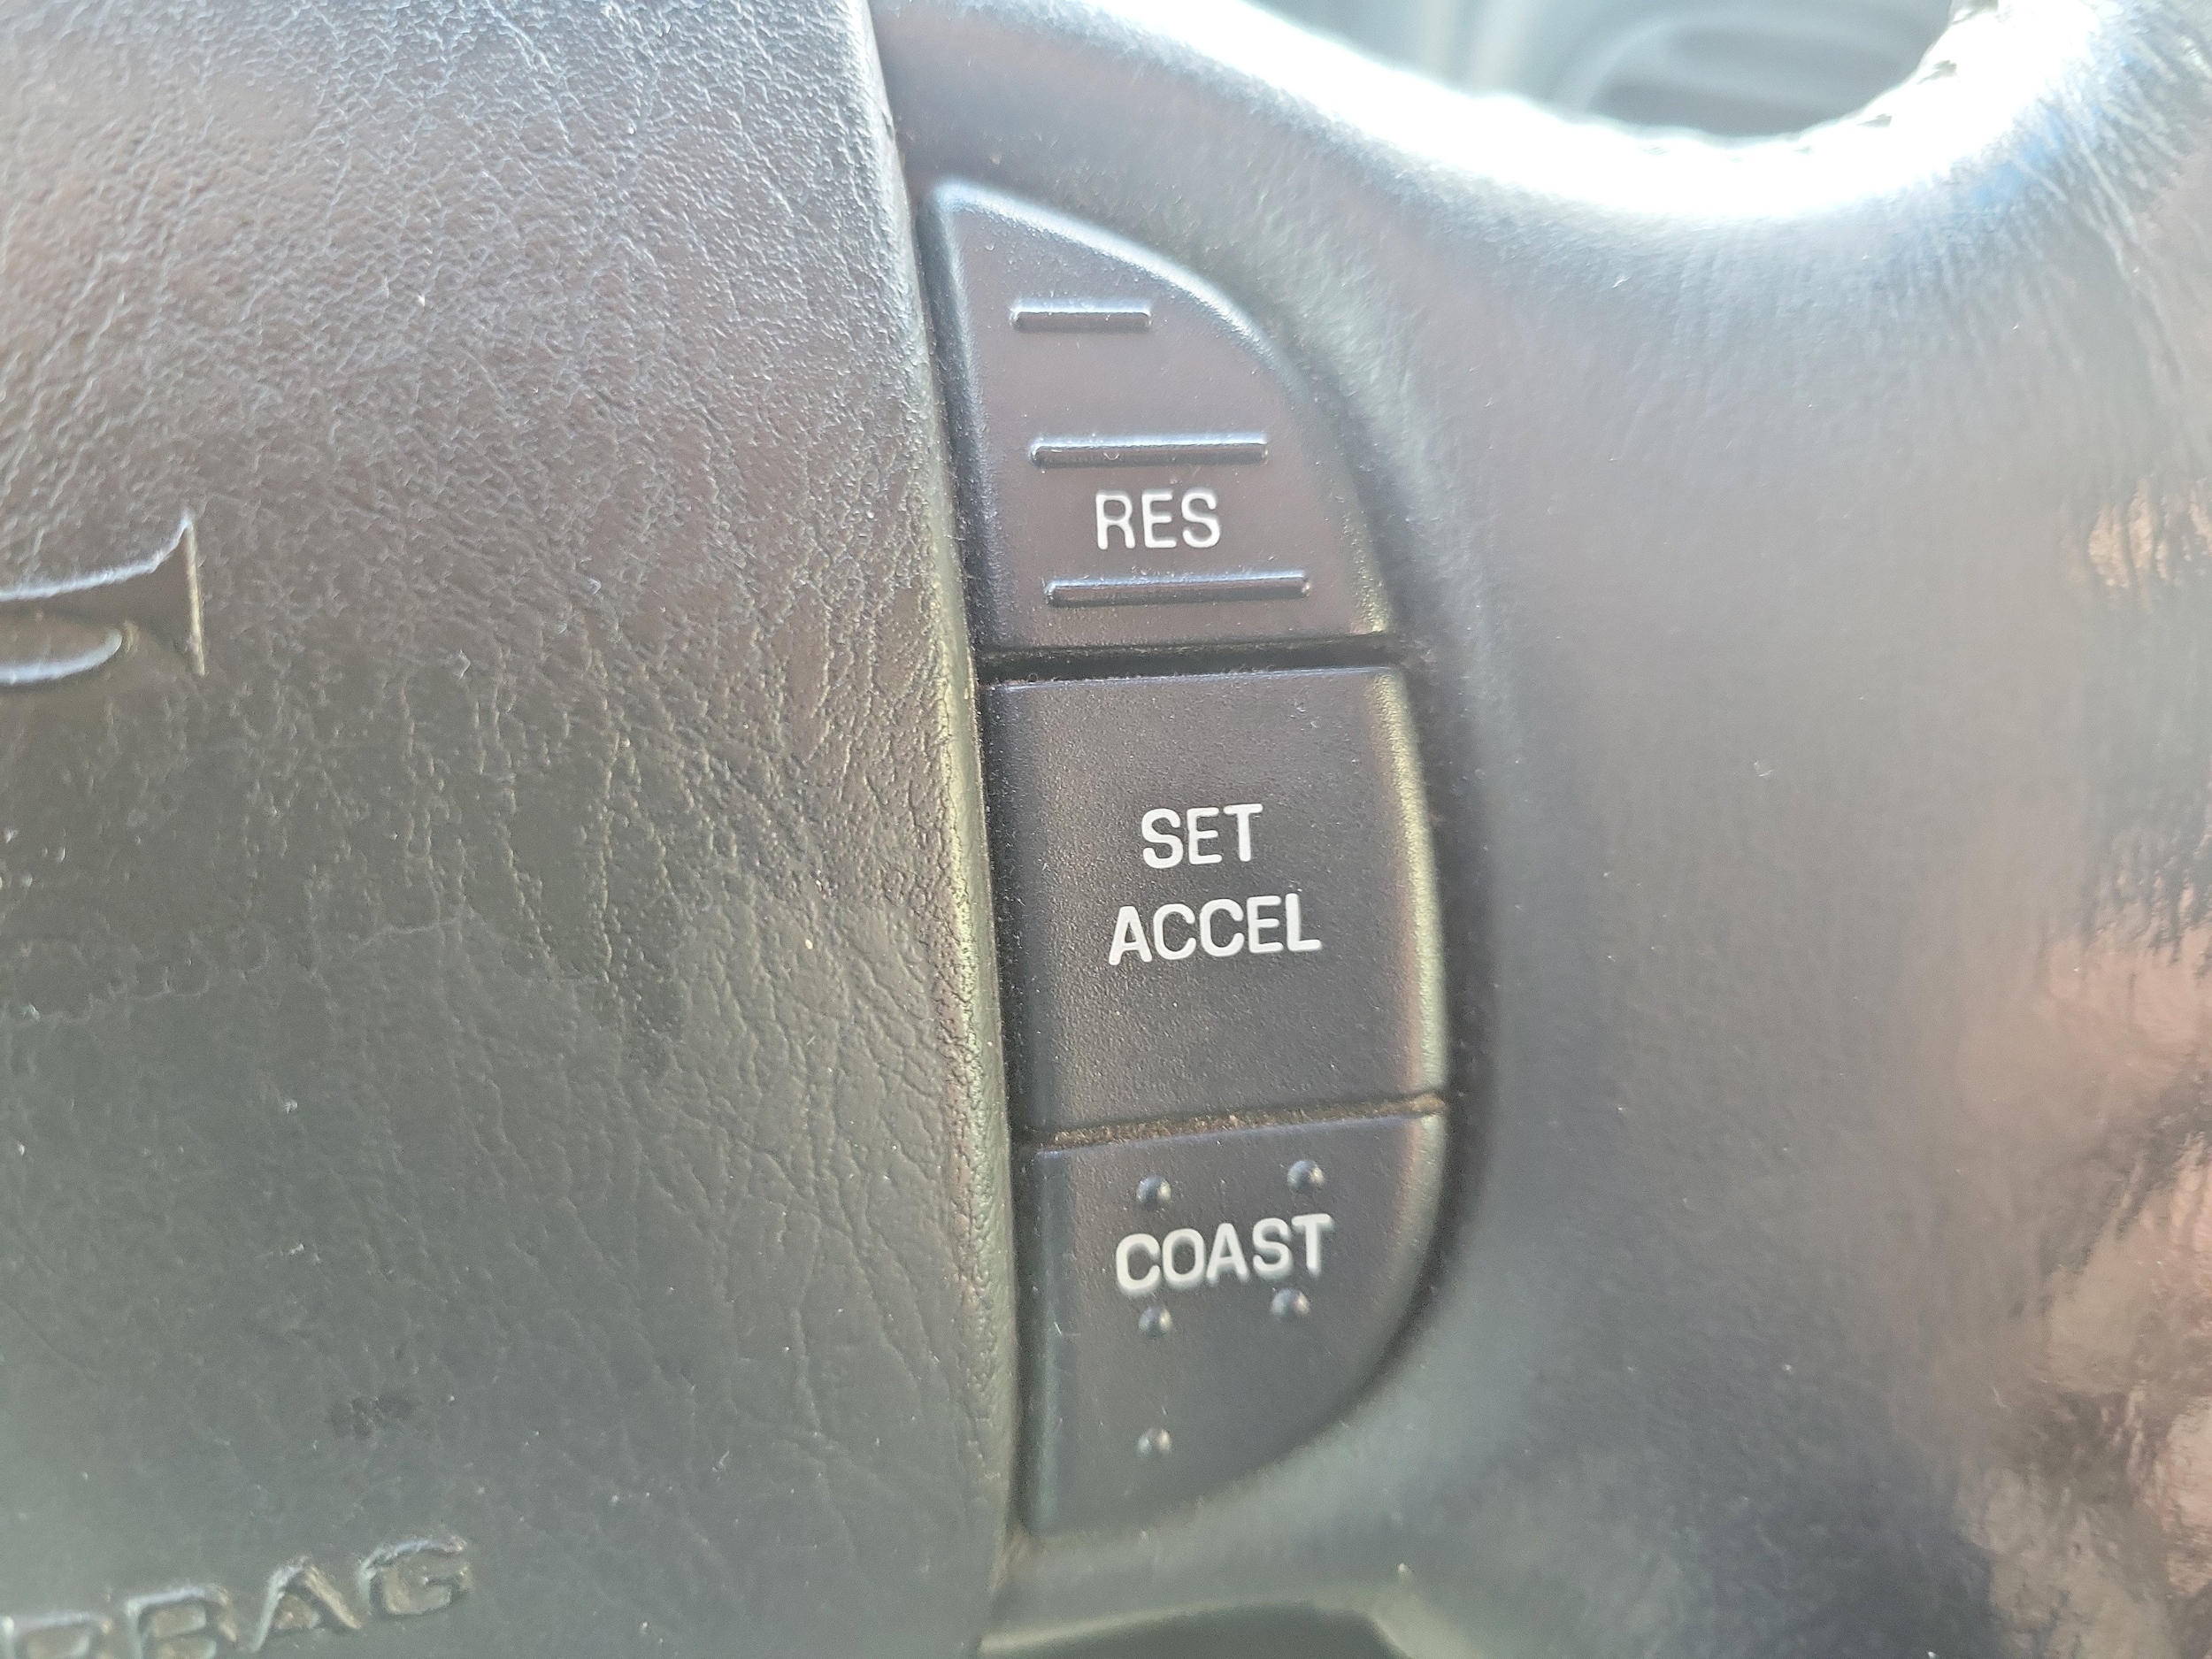 RES
SET
ACCEL
COAST